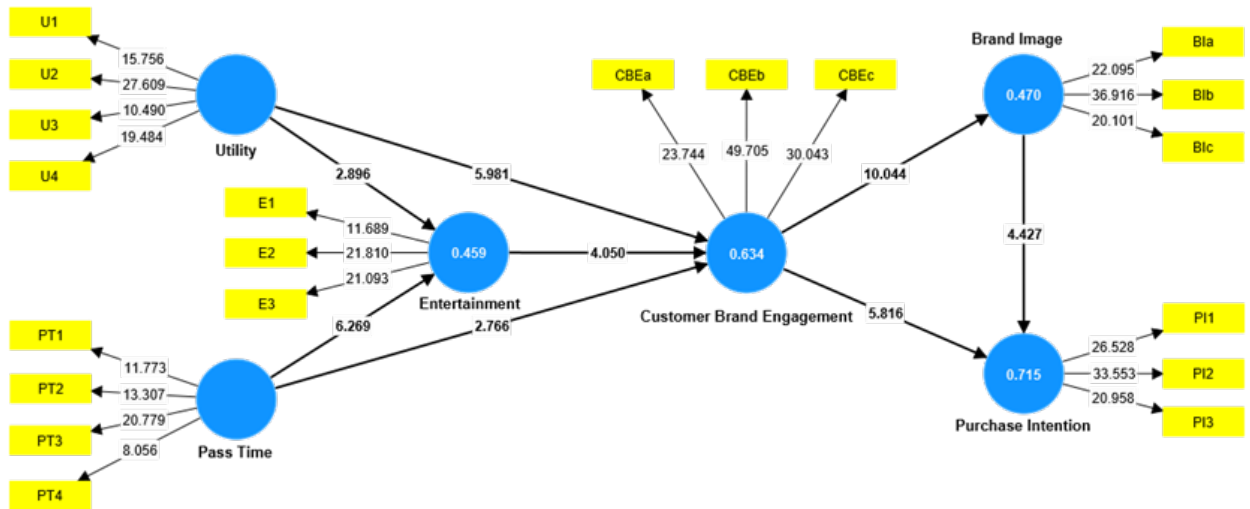 U1
U2
U3
U4
15.756
27.609
10.490
19.484
Utility
2.896
5.981
E1
E2
E3
11.689
21.810
21.093
0.459
Entertainment
4.050
6.269
2.766
PT1
PT2
PT3
PT4
11.773
13.307
20.779
8.056
Pass Time
CBEa
CBEb
CBEc
23.744
49.705
30.043
0.634
Customer Brand Engagement
10.044
5.816
Brand Image
0.470
22.095
36.916
20.101
BIa
BIb
BIc
4.427
0.715
Purchase Intention
26.528
33.553
20.958
PI1
PI2
PI3